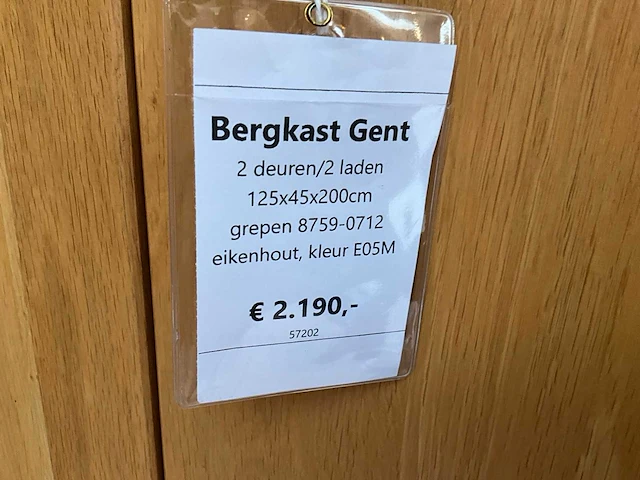 Bergkast Gent
2 deuren/2 laden
125x45x200cm
grepen 8759-0712
eikenhout, kleur E05M
€ 2.190,-
57202